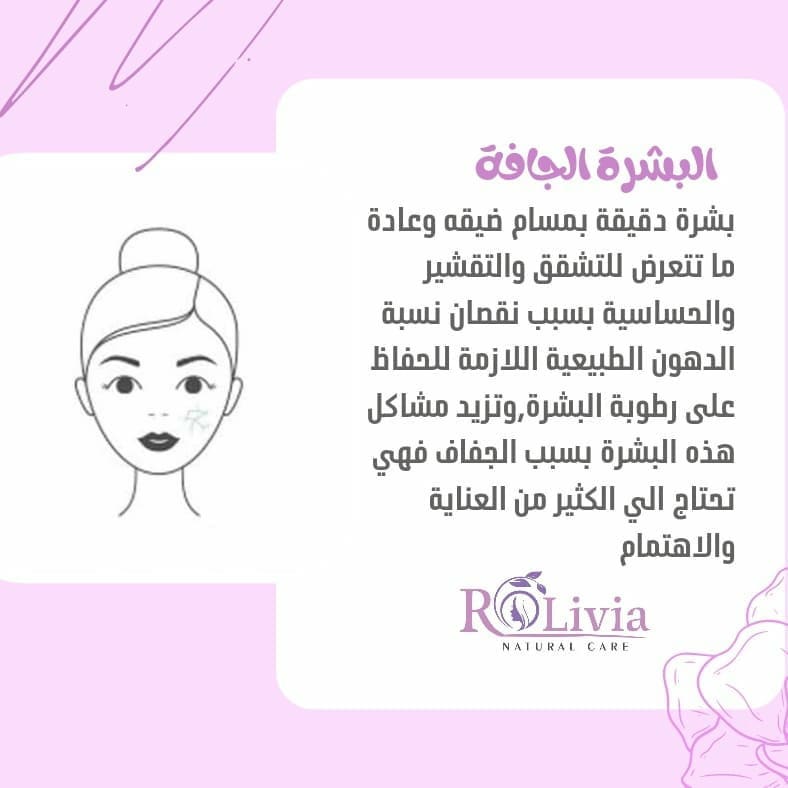 البشرة الجافة
بشرة دقيقة بمسام ضيقه وعادة
ما تتعرض للتشقق والتقشير
والحساسية بسبب نقصان نسبة
الدهون الطبيعية اللازمة للحفاظ
على رطوبة البشرة,وتزيد مشاكل
هذه البشرة بسبب الجفاف فهي
تحتاج الي الكثير من العناية
والاهتمام
ROLivia
NATURAL CARE